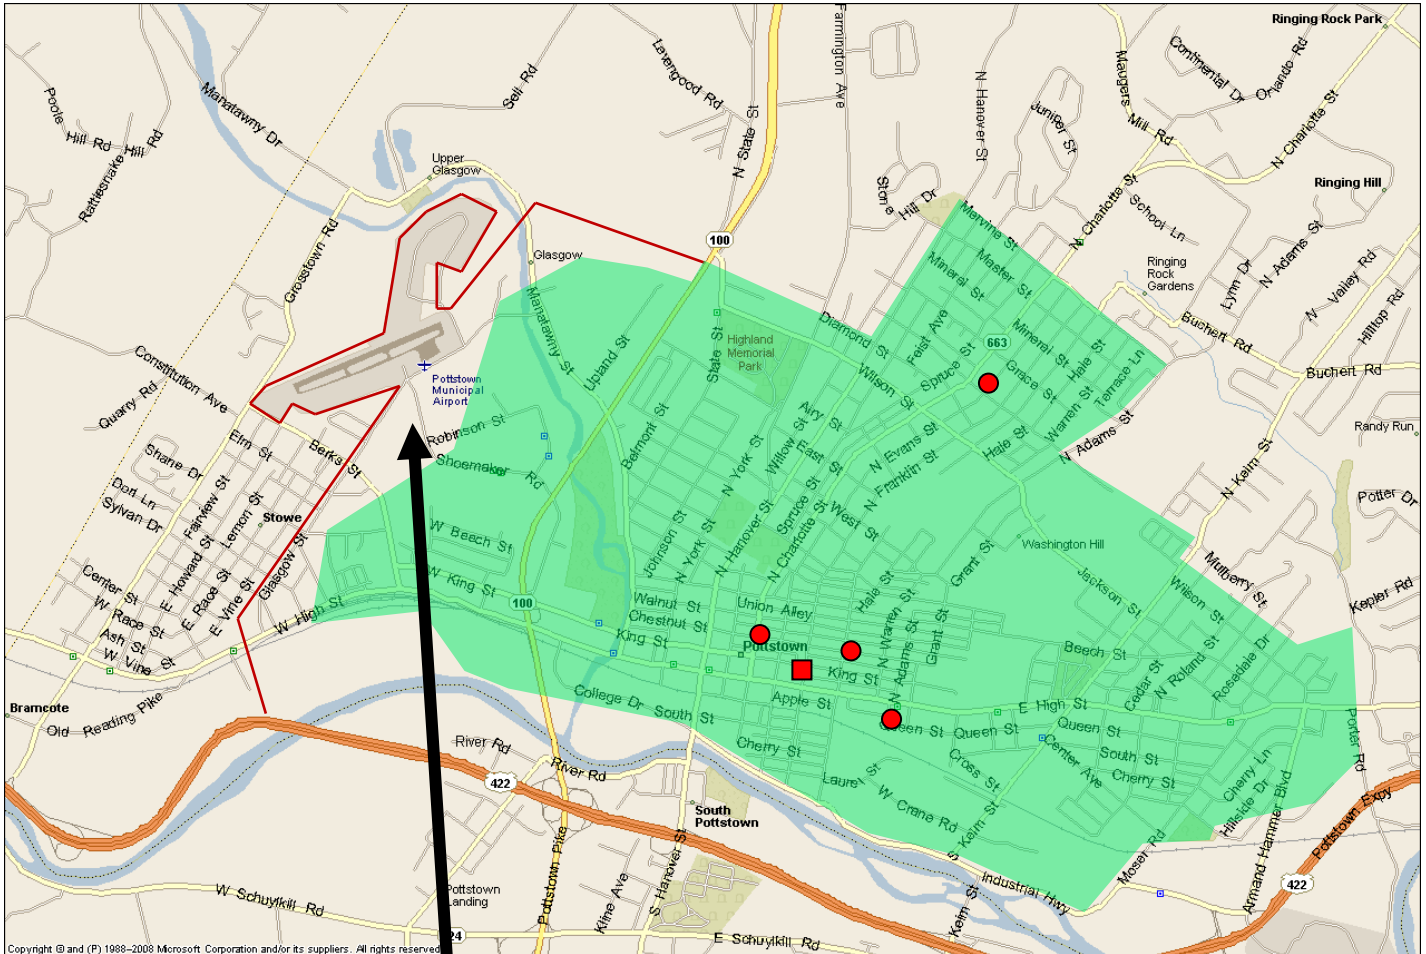 Ringing Rock Park
Continental Dr
Orlando Rd
Farmington Ave
N Hanover St
Maugers
Mill Rd
N Charlotte St
Levengood Rd
Sell Rd
Poole
Hill Rd
Rattlesnake Hill Rd
Manatawny Dr
N State St
Juniper St
Upper
Glasgow
Stone
Hill Dr
Ringing Hill
N Charlotte St
School Ln
N Adams St
Mervine St
Grosstown Rd
100
Glasgow
Master St
Mineral St
Ringing
Rock
Gardens
Lynn Dr
N Adams St
N Valley Rd
Hilltop Rd
Manatawny St
Diamond St
Feist Ave
663
Mineral St
Hale St
Buchert Rd
Highland
Memorial
Park
State St
Upland St
Wilson St
Spruce St
Grace St
Terrace Ln
Warren St
Buchert Rd
Constitution Ave
Quarry Rd
Pottstown
Municipal
Airport
Airy St
Robinson St
Elm St
Berks St
Belmont St
Willow St
East St
N Evans St
Hale St
N Adams St
Randy Run
Shane Dr
Shoemaker
Rd
N York St
N Franklin St
N Keim St
Dori Ln
Sylvan Dr
Fairview St
Lemon St
Stowe
Potter Dr
W Beech St
Johnson St
N York St
N Hanover St
Spruce St
N Charlotte St
West St
Washington Hill
Grant St
Center St
W Race St
Ash St
W Vine St
E Howard St
E Race St
E Vine St
Glasgow St
W High St
W King St
100
Walnut St
Chestnut St
King St
Union Alley
Hale St
Jackson St
Wilson St
Mulberry St
Kepler Rd
Pottstown
King St
N Warren St
N Adams St
Grant St
Beech St
Cedar St
N Roland St
Rosedale Dr
Bramcote
Old Reading Pike
College Dr
South St
Apple St
E High St
Queen St
Queen St
Queen St
Center Ave
South St
Cherry St
Porter Rd
River Rd
River Rd
Cherry St
Laurel St
W Crane Rd
Cross St
S Keim St
Cherry Ln
Hillside Dr
Armand Hammer Blvd
Pottstown Expy
422
South
Pottstown
Moser Rd
Industrial Hwy
422
W Schuylkill Rd
Pottstown
Landing
Pottstown Pike
Kline Ave
S Hanover St
Keim St
24
E Schuylkill Rd
Copyright © and (P) 1988–2008 Microsoft Corporation and/or its suppliers. All rights reserved